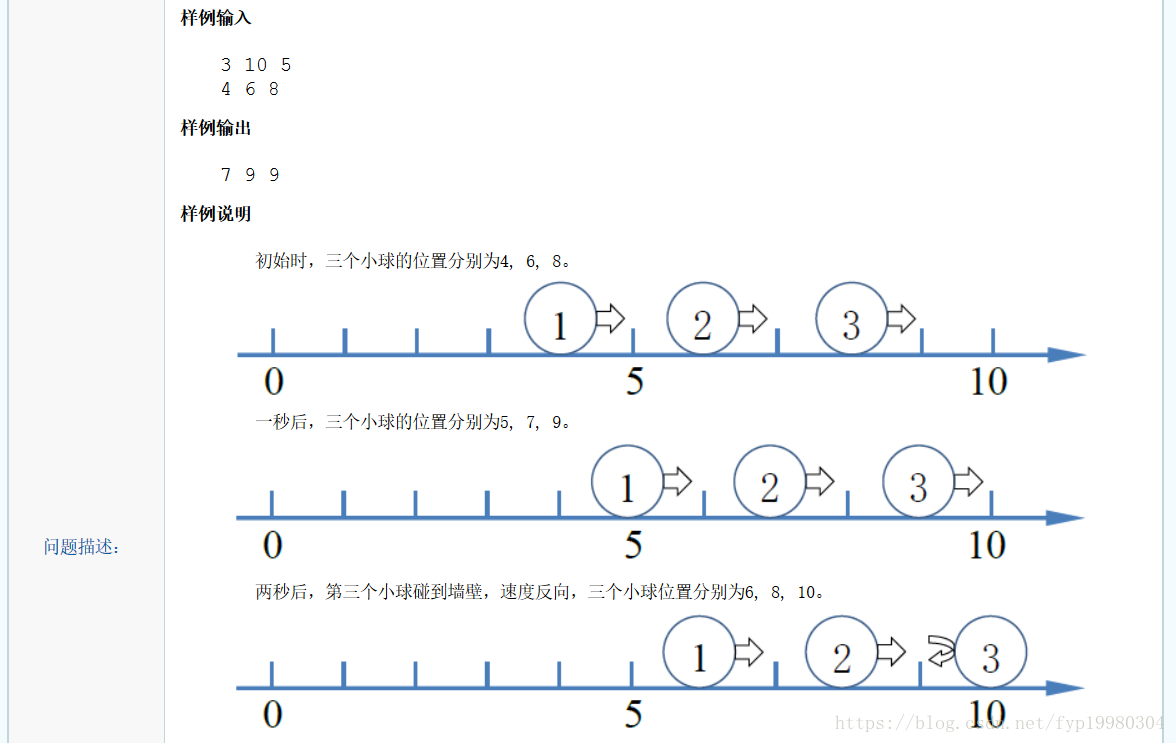 样例输入
3 10 5
4 6 8
样例输出
7 9 9
样例说明
初始时，三个小球的位置分别为4, 6, 8。
1 2 3
0 5 10
一秒后，三个小球的位置分别为5, 7, 9。
1 2 3
0 5 10
问题描述：
两秒后，第三个小球碰到墙壁，速度反向，三个小球位置分别为6, 8, 10。
1 2 3
0 5 10
https://blog.csdn.net/fyp19980304